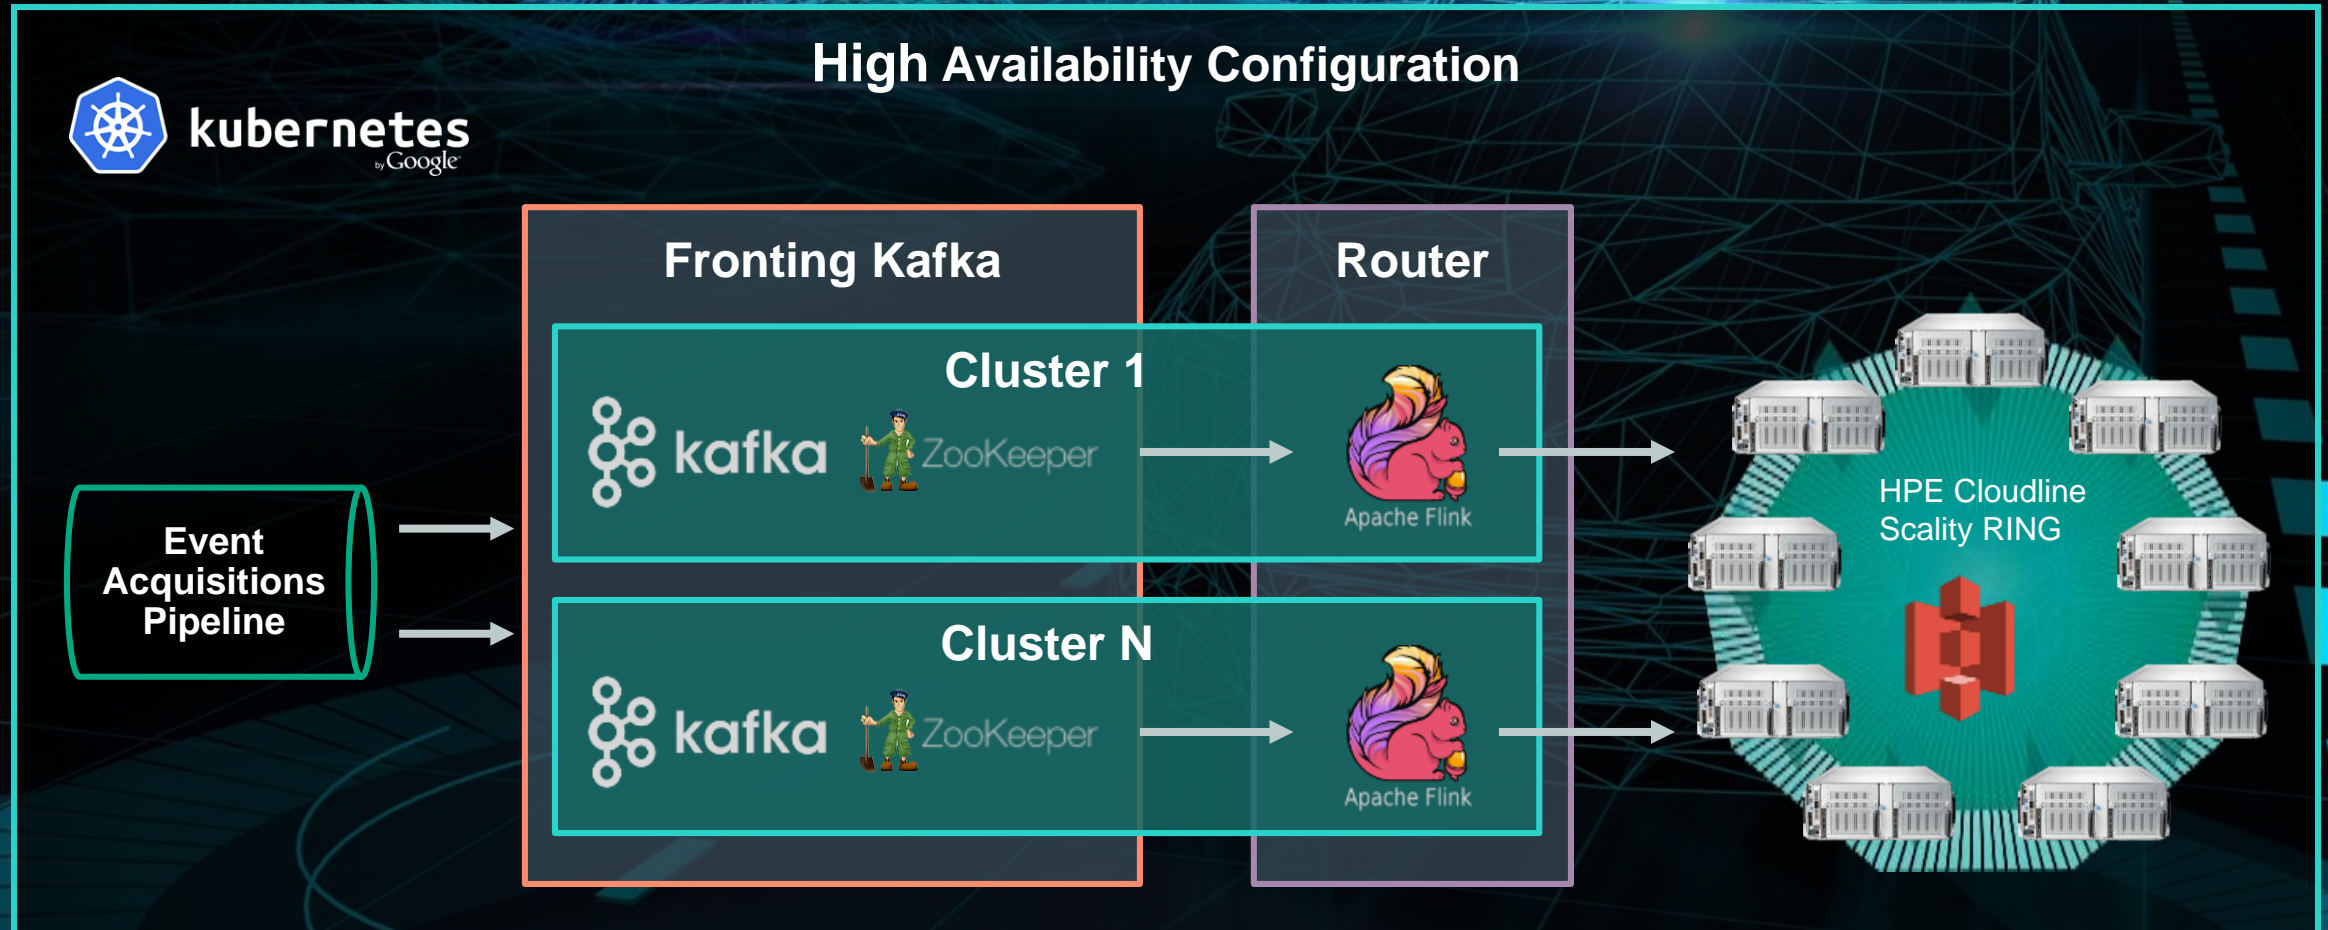 High Availability Configuration
kubernetes
by Google
Fronting Kafka
Router
Cluster 1
kafka
ZooKeeper
Apache Flink
Event
Acquisitions
Pipeline
HPE Cloudline
Scality RING
Cluster N
kafka
ZooKeeper
Apache Flink